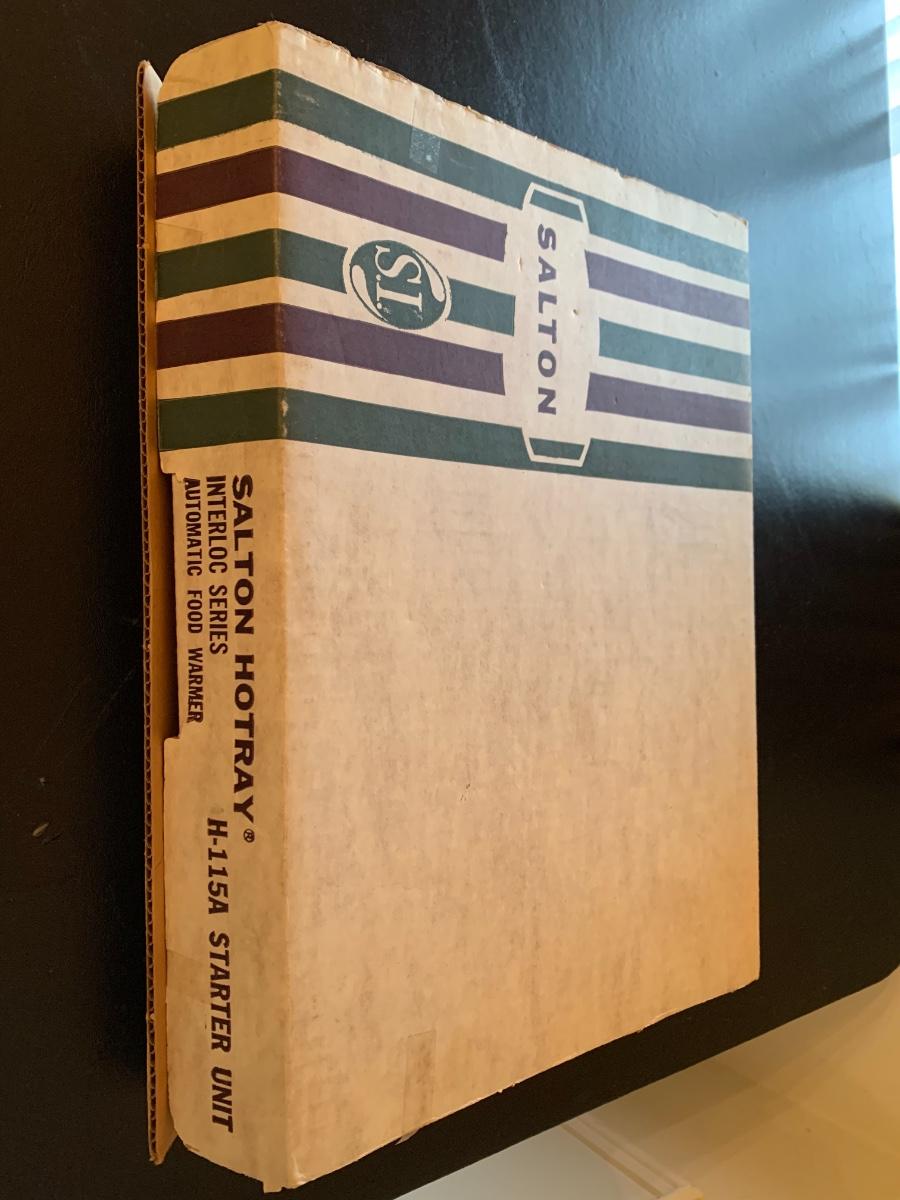 SALTON
S.I.
SALTON HOTRAY®
INTERLOC SERIES
AUTOMATIC FOOD WARMER
H-115A STARTER UNIT